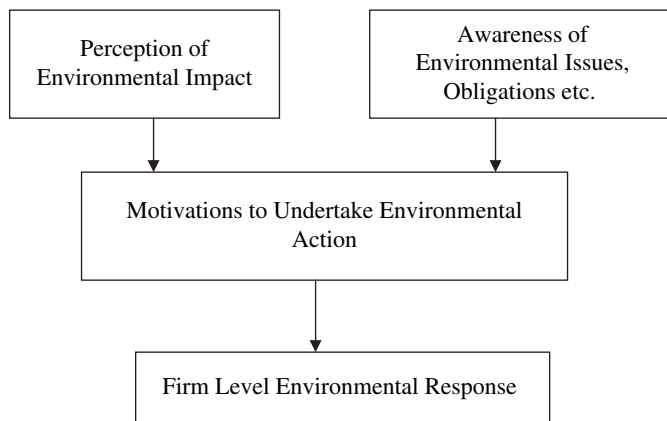 Perception of
Environmental Impact
Awareness of
Environmental Issues,
Obligations etc.
Motivations to Undertake Environmental
Action
Firm Level Environmental Response